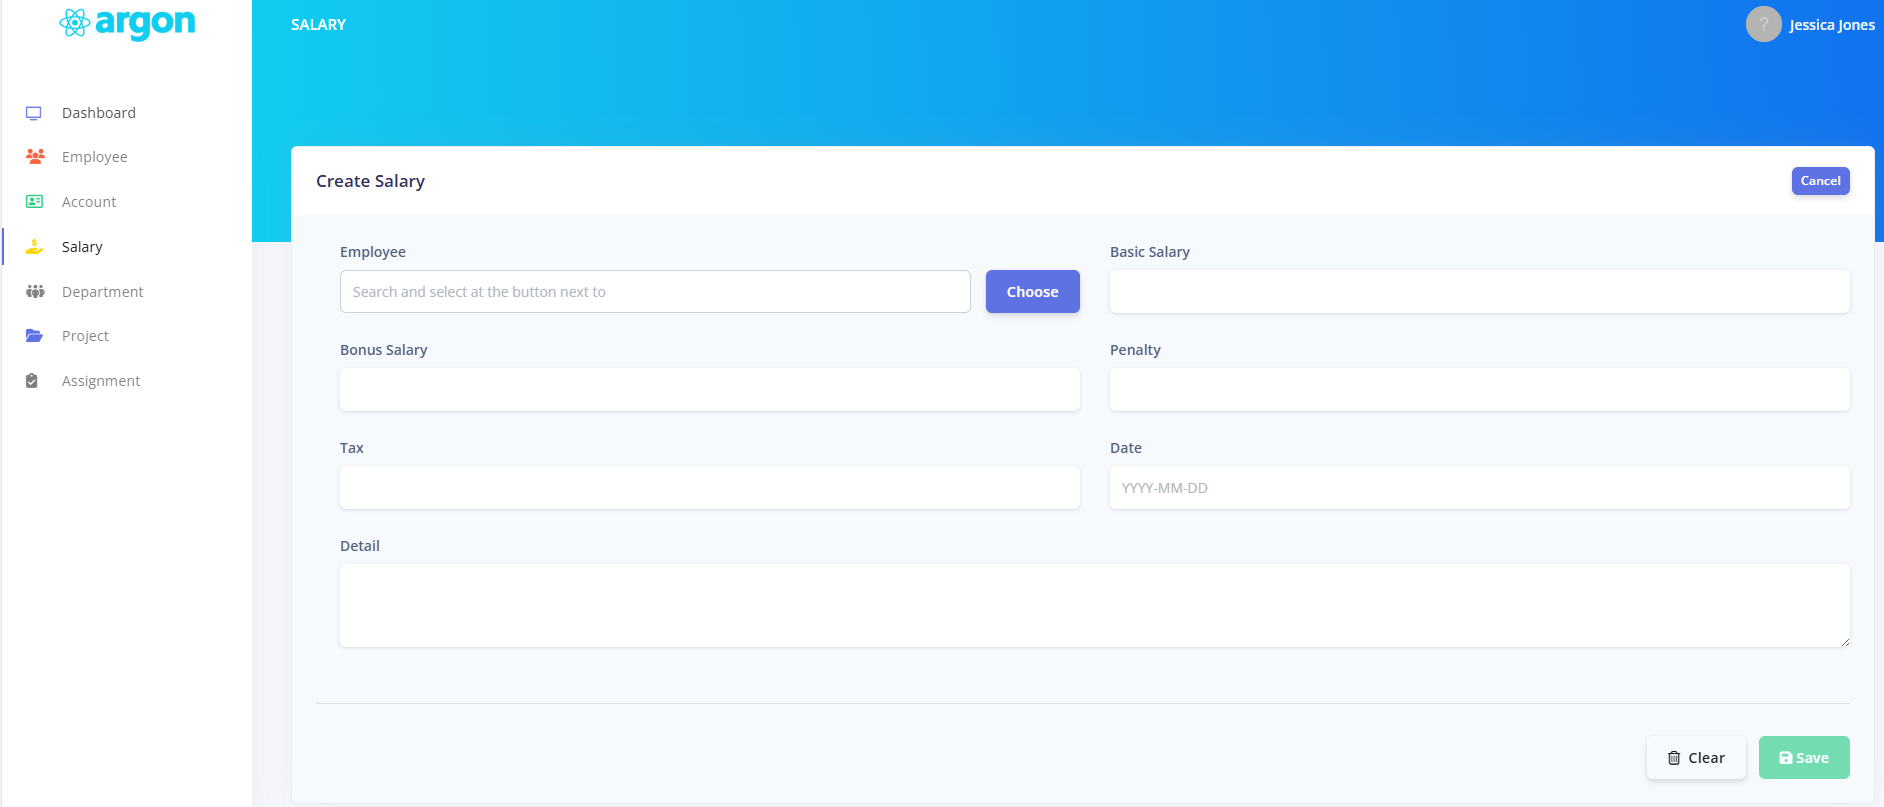 argon
SALARY
? Jessica Jones
Dashboard
Employee
Account
Salary
Department
Project
Assignment
Create Salary
Cancel
Employee
Basic Salary
Search and select at the button next to
Choose
Bonus Salary
Penalty
Tax
Date
YYYY-MM-DD
Detail
Clear
Save